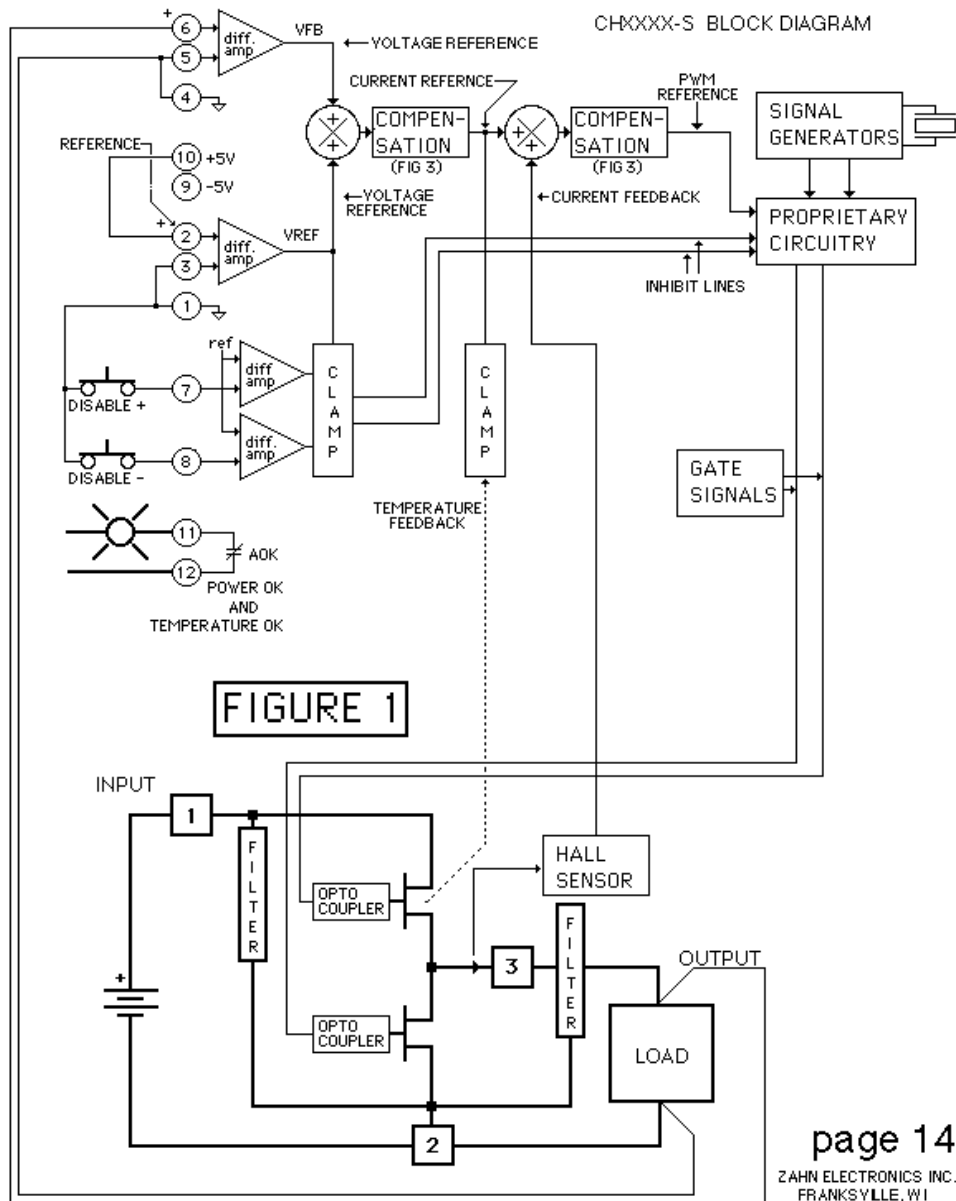 CHXXXX-S BLOCK DIAGRAM
+
6
5
4
diff.
amp
VFB
VOLTAGE REFERENCE
CURRENT REFERNCE
PWM
REFERENCE
+
+
COMPEN-
SATION
(FIG 3)
+
+
COMPEN-
SATION
(FIG 3)
SIGNAL
GENERATORS
REFERENCE
10
+5V
9
-5V
+
2
3
1
diff.
amp
VREF
VOLTAGE
REFERENCE
CURRENT FEEDBACK
PROPRIETARY
CIRCUITRY
INHIBIT LINES
ref
7
DISABLE +
diff
amp
8
DISABLE -
diff.
amp
CLAMP
CLAMP
TEMPERATURE
FEEDBACK
GATE
SIGNALS
11
12
AOK
POWER OK
AND
TEMPERATURE OK
FIGURE 1
INPUT
1
FILTER
OPTO
COUPLER
HALL
SENSOR
3
FILTER
OUTPUT
+
OPTO
COUPLER
LOAD
2
page 14
ZAHN ELECTRONICS INC.
FRANKSVILLE, WI